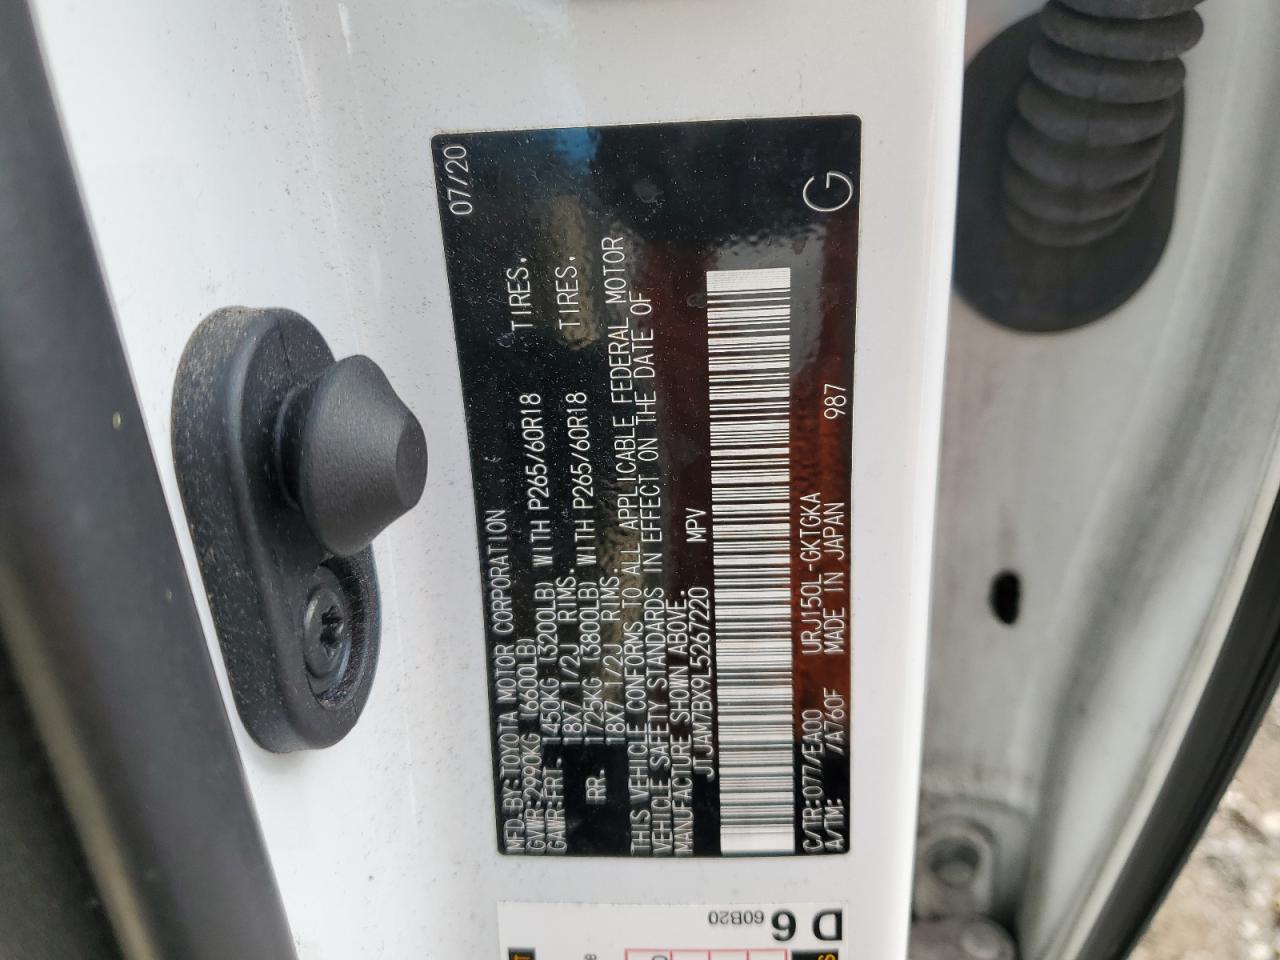 MFD.BY:TOYOTA MOTOR CORPORATION 07/20
GVWR:2990KG (6600LB)
GAWR:FRT. 1450KG (3200LB) WITH P265/60R18 TIRES.
18X7 1/2J RIMS.
RR. 1725KG (3800LB) WITH P265/60R18 TIRES.
18X7 1/2J RIMS.
THIS VEHICLE CONFORMS TO ALL APPLICABLE FEDERAL MOTOR
VEHICLE SAFETY STANDARDS IN EFFECT ON THE DATE OF
MANUFACTURE SHOWN ABOVE.
JTJAM7BX9L5267220 MPV
C/TR:077/EA00 URJ150L-GKTGKA
A/TM: /A760F MADE IN JAPAN 987 G
D 6 60B20